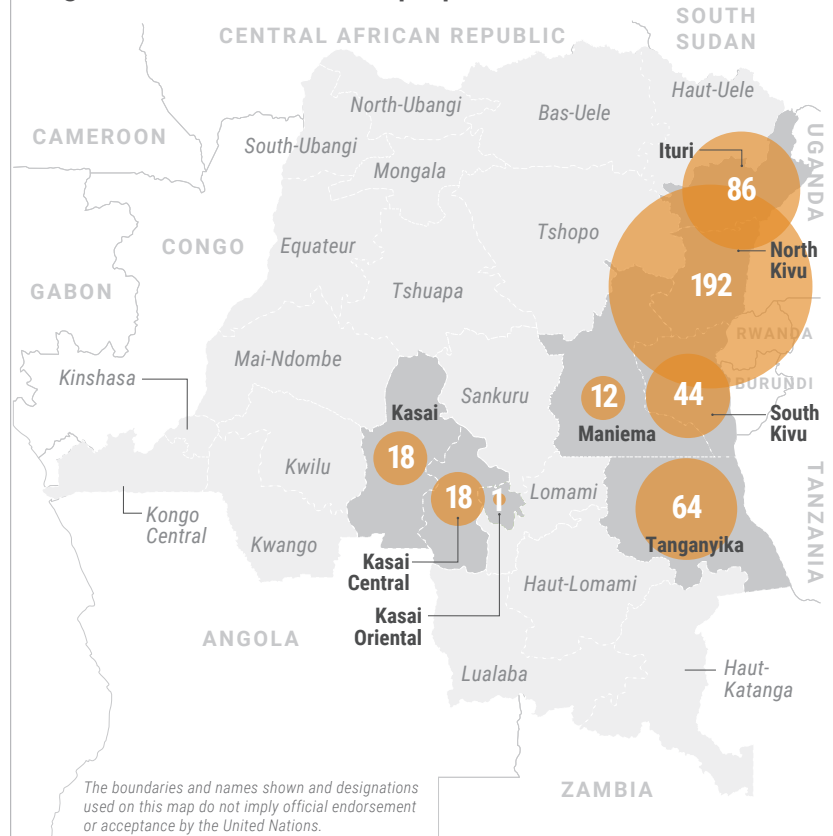 SOUTH
SUDAN
CENTRAL AFRICAN REPUBLIC
Haut-Uele
North-Ubangi
Bas-Uele
CAMEROON
South-Ubangi
UGANDA
Ituri
Mongala
86
CONGO
Equateur
Tshopo
North
Kivu
GABON
Tshuapa
192
RWANDA
Mai-Ndombe
Kinshasa
BURUNDI
Sankuru
12
44
Kasai
South
Kivu
Maniema
18
Kwilu
TANZANIA
18
1
Lomami
64
Kongo
Central
Kwango
Tanganyika
Kasai
Central
Haut-Lomami
Kasai
Oriental
ANGOLA
Lualaba
Haut-
Katanga
ZAMBIA
The boundaries and names shown and designations
used on this map do not imply official endorsement
or acceptance by the United Nations.